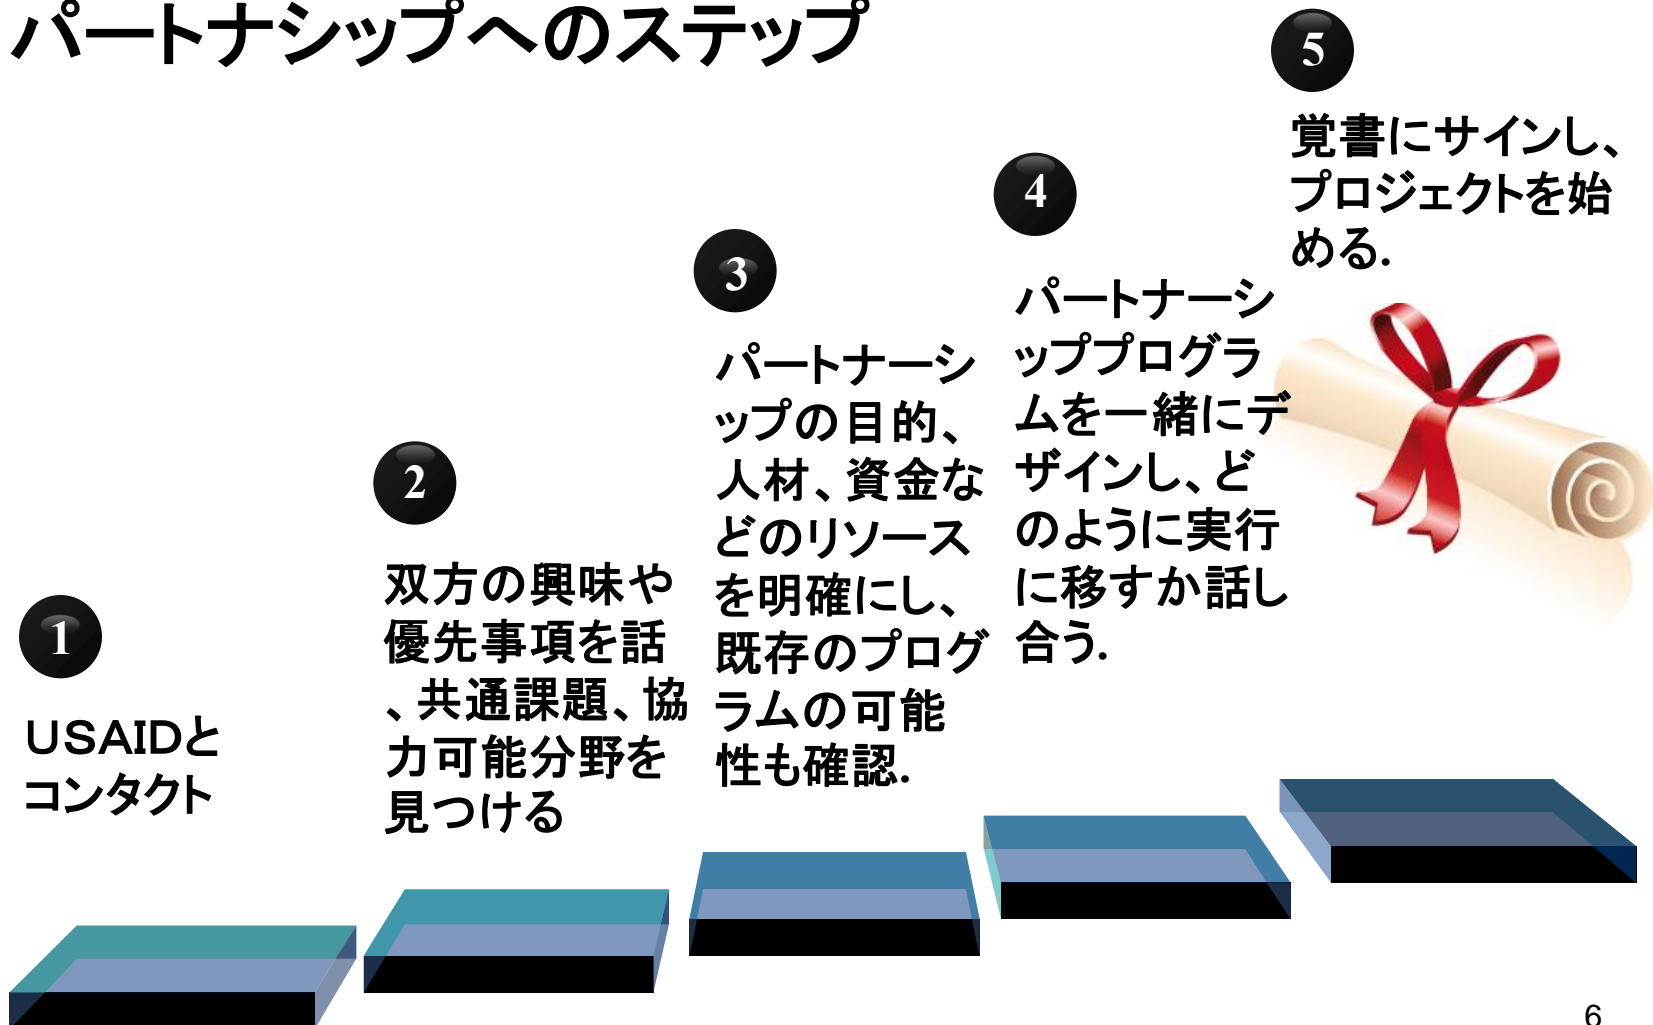 パートナシップへのステップ
1
USAIDと
コンタクト
2
双方の興味や
優先事項を話
、共通課題、協
力可能分野を
見つける
3
パートナーシ
ップの目的、
人材、資金な
どのリソース
を明確にし、
既存のプログ
ラムの可能
性も確認.
4
パートナーシ
ッププログラ
ムを一緒にデ
ザインし、ど
のように実行
に移すか話し
合う.
5
覚書にサインし、
プロジェクトを始
める.
6